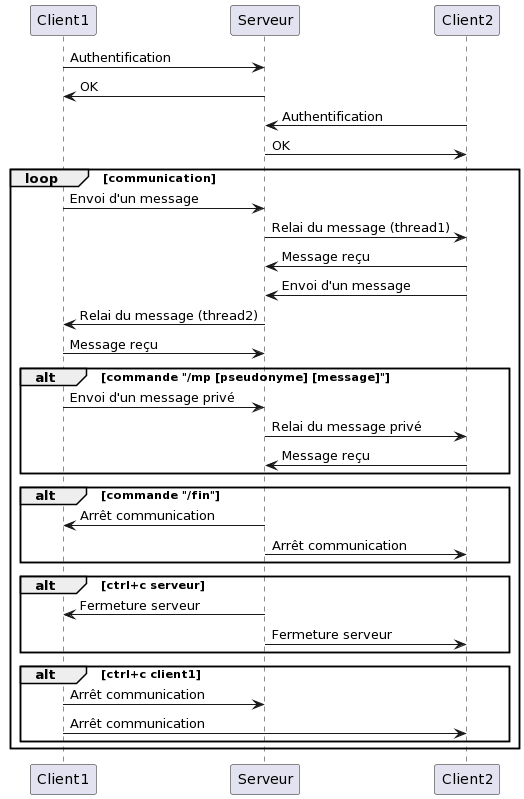 Client1 Serveur Client2
Authentification
OK
Authentification
OK
loop [communication]
Envoi d'un message
Relai du message (thread1)
Message reçu
Envoi d'un message
Relai du message (thread2)
Message reçu
alt [commande "/mp [pseudonyme] [message]"]
Envoi d'un message privé
Relai du message privé
Message reçu
alt [commande "/fin"]
Arrêt communication
Arrêt communication
alt [ctrl+c serveur]
Fermeture serveur
Fermeture serveur
alt [ctrl+c client1]
Arrêt communication
Arrêt communication
Client1 Serveur Client2